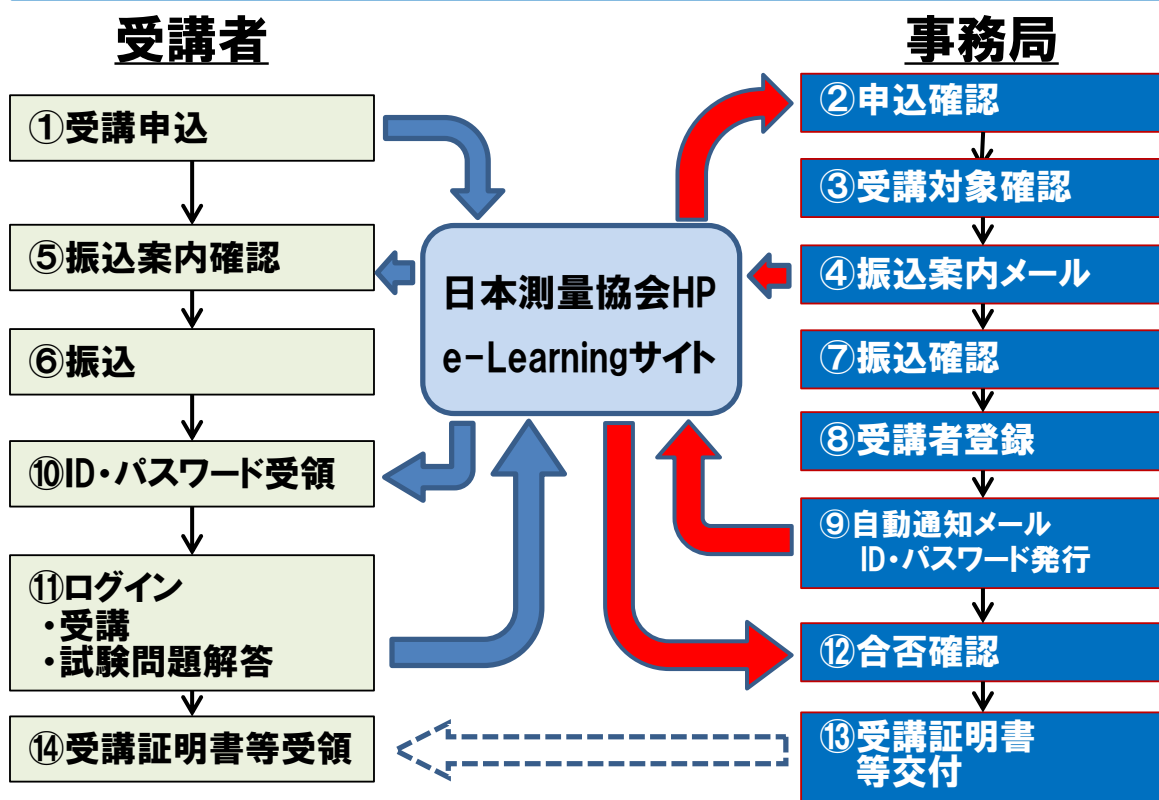 受講者
事務局
①受講申込
⑤振込案内確認
⑥振込
⑩ID・パスワード受領
⑪ログイン
・受講
・試験問題解答
⑭受講証明書等受領
日本測量協会HP
e-Learningサイト
②申込確認
③受講対象確認
④振込案内メール
⑦振込確認
⑧受講者登録
⑨自動通知メール
ID・パスワード発行
⑫合否確認
⑬受講証明書
等交付